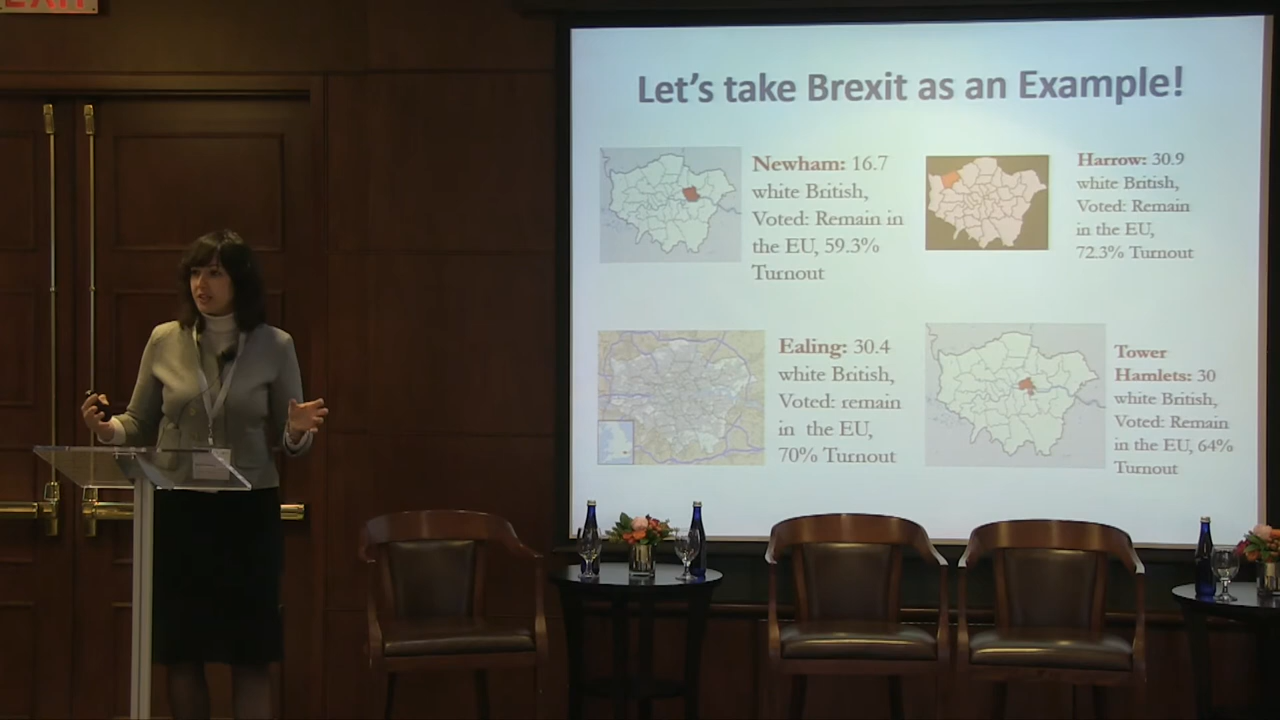 EXIT
Let's take Brexit as an Example!
Newham: 16.7
white British,
Voted: Remain in
the EU, 59.3%
Turnout
Harrow: 30.9
white British,
Voted: Remain
in the EU,
72.3% Turnout
Ealing: 30.4
white British,
Voted: remain
in the EU,
70% Turnout
Tower
Hamlets: 30
white British,
Voted: Remain
in the EU, 64%
Turnout